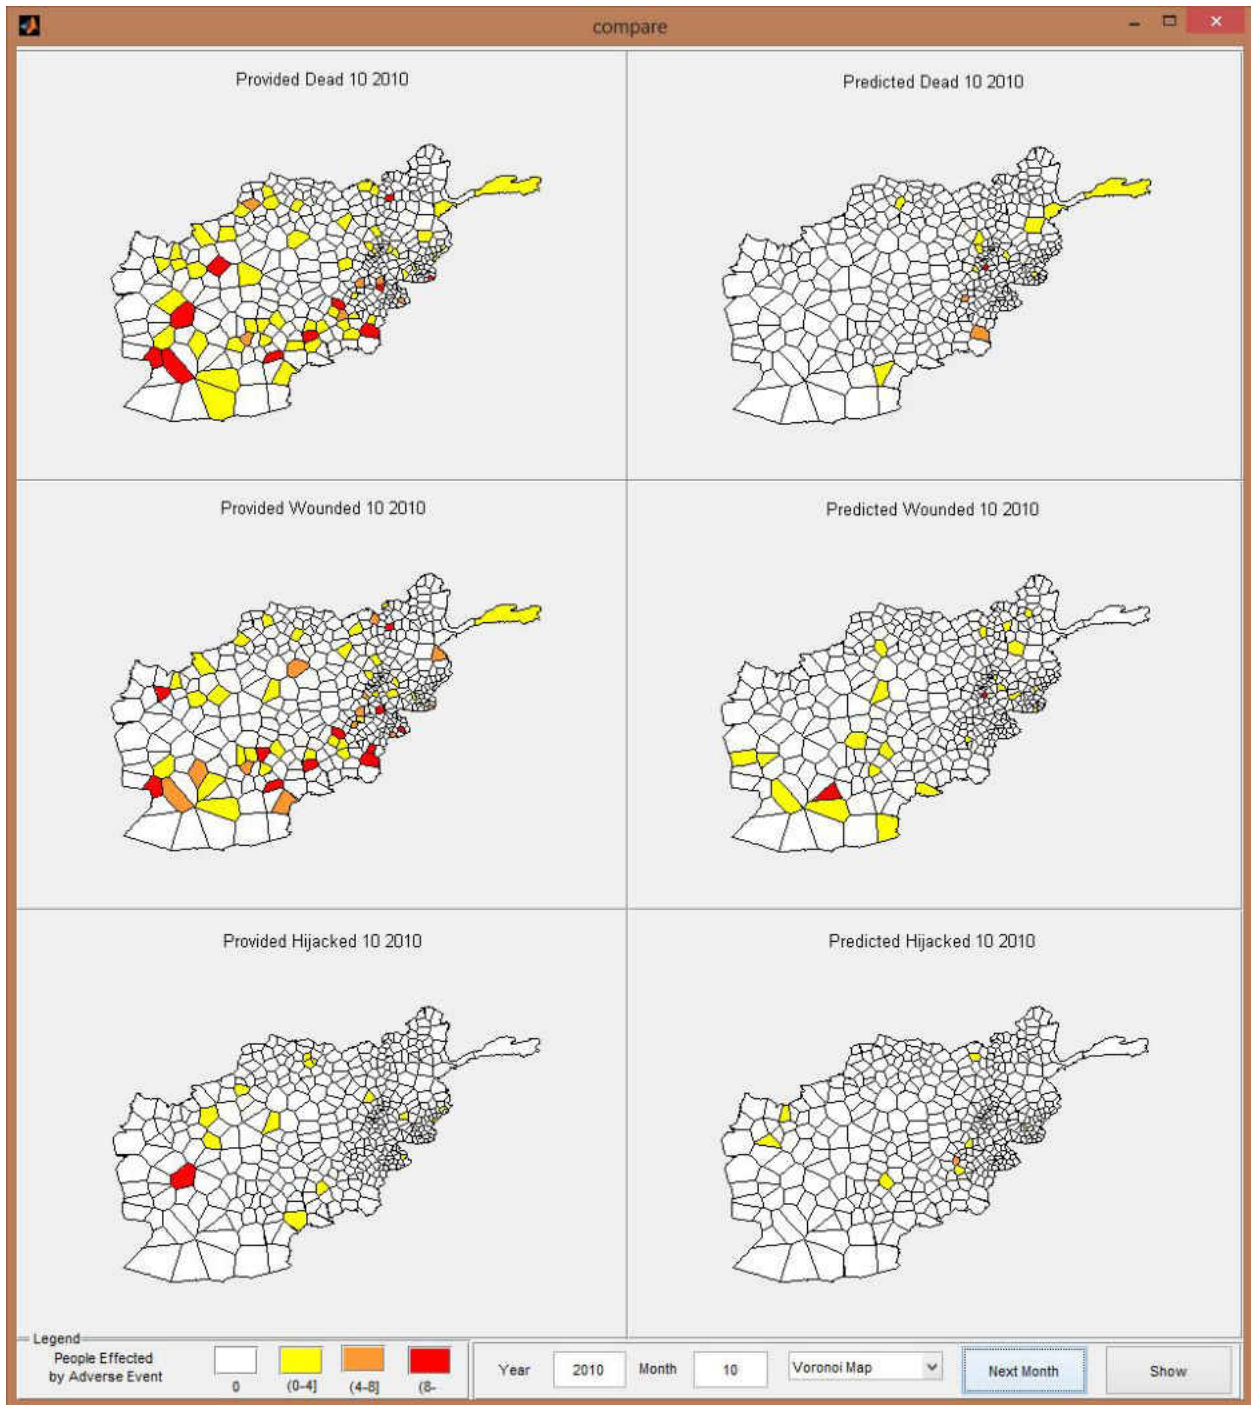 compare
Provided Dead 10 2010
Predicted Dead 10 2010
Provided Wounded 10 2010
Predicted Wounded 10 2010
Provided Hijacked 10 2010
Predicted Hijacked 10 2010
Legend
People Effected
by Adverse Event
0
(0-4]
(4-8]
(8-
Year
2010
Month
10
Voronoi Map
Next Month
Show